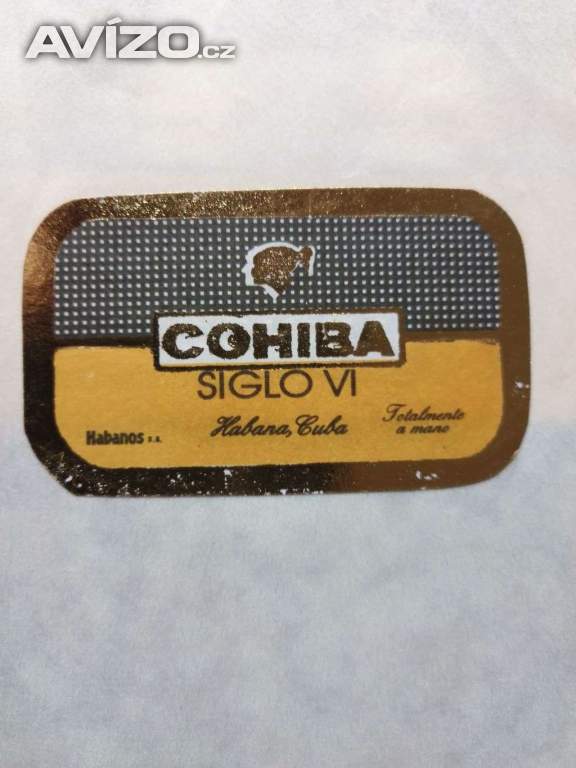 AVÍZO.cz
COHIBA
SIGLO VI
Habanos s.a.
Habana, Cuba
Totalmente
a mano